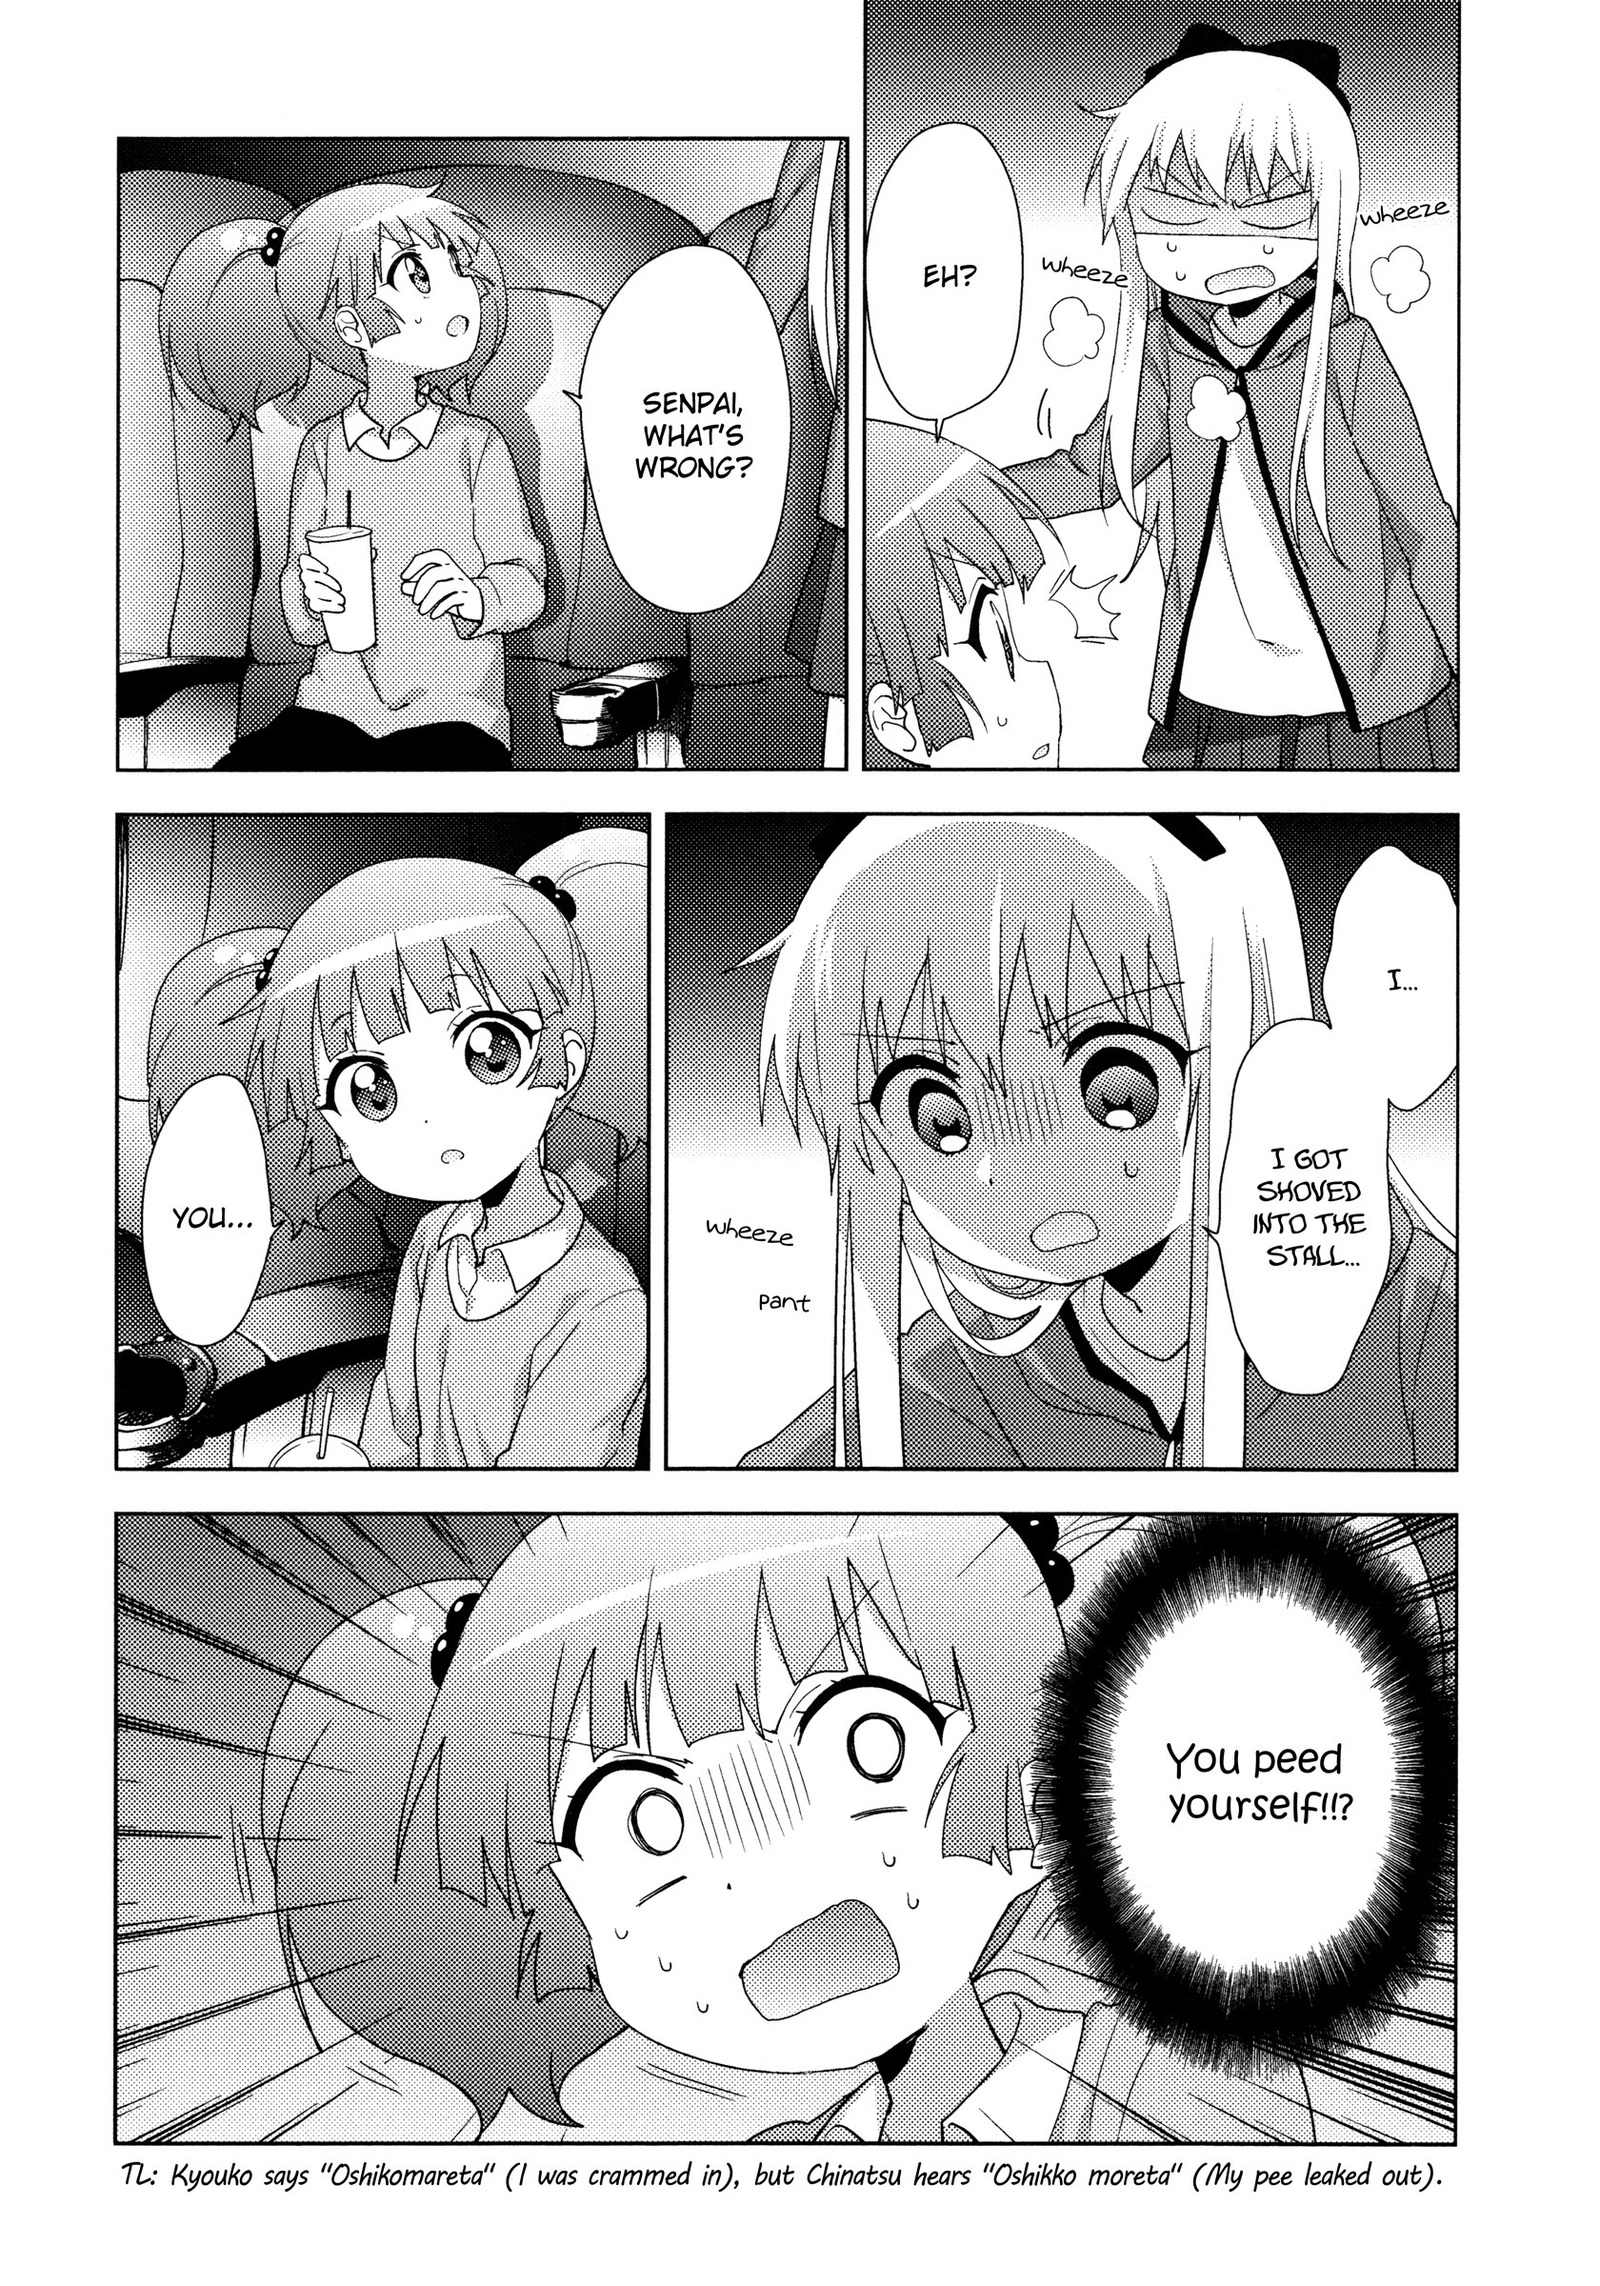 EH?
wheeze
wheeze
SENPAI,
WHAT'S
WRONG?
I...
I GOT
SHOVED
INTO THE
STALL...
wheeze
pant
YOU...
You peed
yourself!!?
TL: Kyouko says "Oshikomareta" (I was crammed in), but Chinatsu hears "Oshikko moreta" (My pee leaked out).